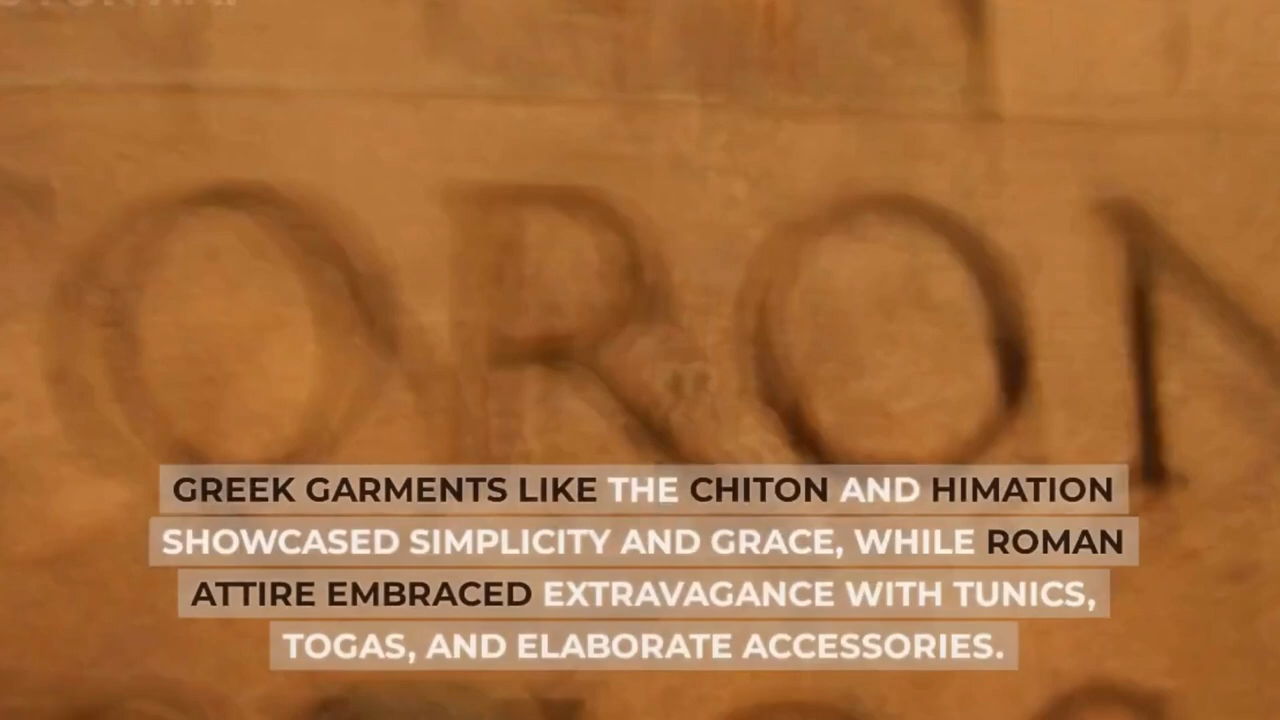 ORON
GREEK GARMENTS LIKE THE CHITON AND HIMATION
SHOWCASED SIMPLICITY AND GRACE, WHILE ROMAN
ATTIRE EMBRACED EXTRAVAGANCE WITH TUNICS,
TOGAS, AND ELABORATE ACCESSORIES.